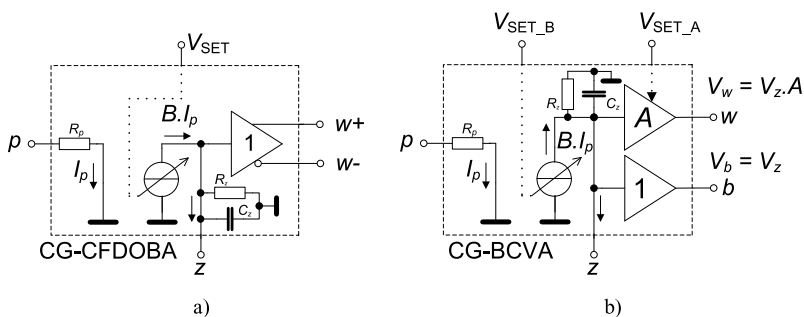 V_SET
p
R_p
I_p
B.I_p
1
w+
w-
R_z
C_z
CG-CFDOBA
z
a)
V_SET_B
V_SET_A
p
R_p
I_p
B.I_p
R_z
C_z
A
V_w = V_z.A
w
1
V_b = V_z
b
CG-BCVA
z
b)